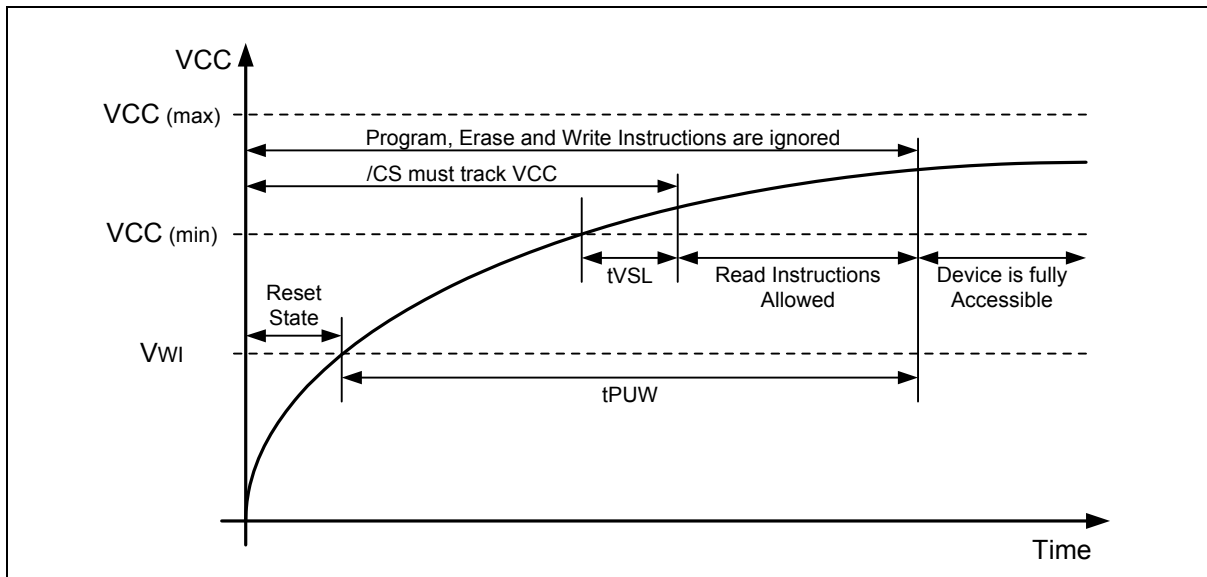 VCC
VCC (max)
Program, Erase and Write Instructions are ignored
/CS must track VCC
VCC (min)
tVSL
Read Instructions
Allowed
Device is fully
Accessible
Reset
State
VWI
tPUW
Time